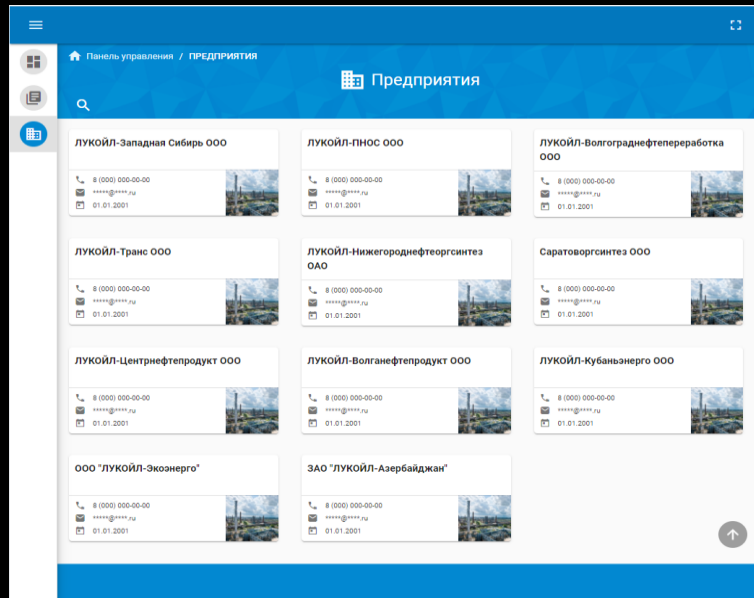 Панель управления / ПРЕДПРИЯТИЯ
Предприятия
ЛУКОЙЛ-Западная Сибирь ООО
8 (000) 000-00-00
*****@****.ru
01.01.2001
ЛУКОЙЛ-ПНОС ООО
8 (000) 000-00-00
*****@****.ru
01.01.2001
ЛУКОЙЛ-Волгограднефтепереработка
ООО
8 (000) 000-00-00
*****@****.ru
01.01.2001
ЛУКОЙЛ-Транс ООО
8 (000) 000-00-00
*****@****.ru
01.01.2001
ЛУКОЙЛ-Нижегороднефтеоргсинтез
ОАО
8 (000) 000-00-00
*****@****.ru
01.01.2001
Саратоворгсинтез ООО
8 (000) 000-00-00
*****@****.ru
01.01.2001
ЛУКОЙЛ-Центрнефтепродукт ООО
8 (000) 000-00-00
*****@****.ru
01.01.2001
ЛУКОЙЛ-Волганефтепродукт ООО
8 (000) 000-00-00
*****@****.ru
01.01.2001
ЛУКОЙЛ-Кубаньэнерго ООО
8 (000) 000-00-00
*****@****.ru
01.01.2001
ООО "ЛУКОЙЛ-Экоэнерго"
8 (000) 000-00-00
*****@****.ru
01.01.2001
ЗАО "ЛУКОЙЛ-Азербайджан"
8 (000) 000-00-00
*****@****.ru
01.01.2001